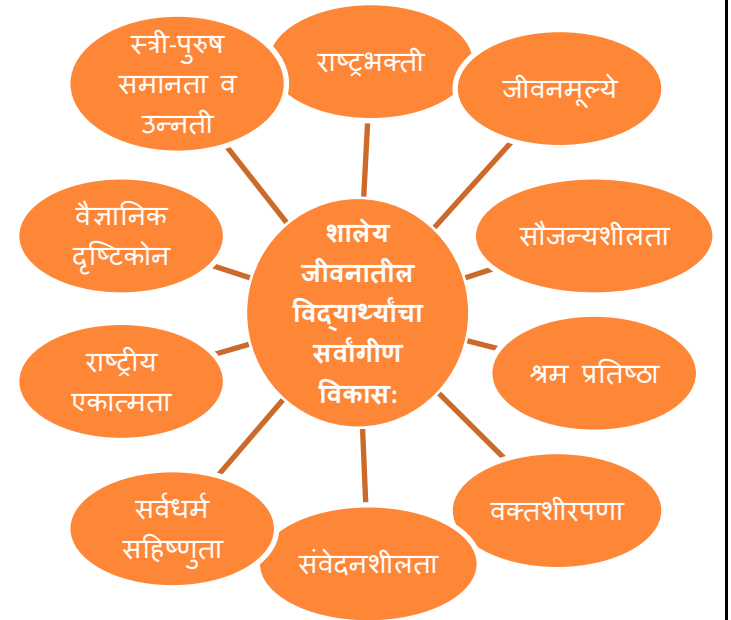 स्त्री-पुरुष
समानता व
उन्नती
राष्ट्रभक्ती
जीवनमूल्ये
वैज्ञानिक
दृष्टिकोन
सौजन्यशीलता
शालेय
जीवनातील
विद्यार्थ्यांचा
सर्वांगीण
विकास:
राष्ट्रीय
एकात्मता
श्रम प्रतिष्ठा
सर्वधर्म
सहिष्णुता
वक्तशीरपणा
संवेदनशीलता